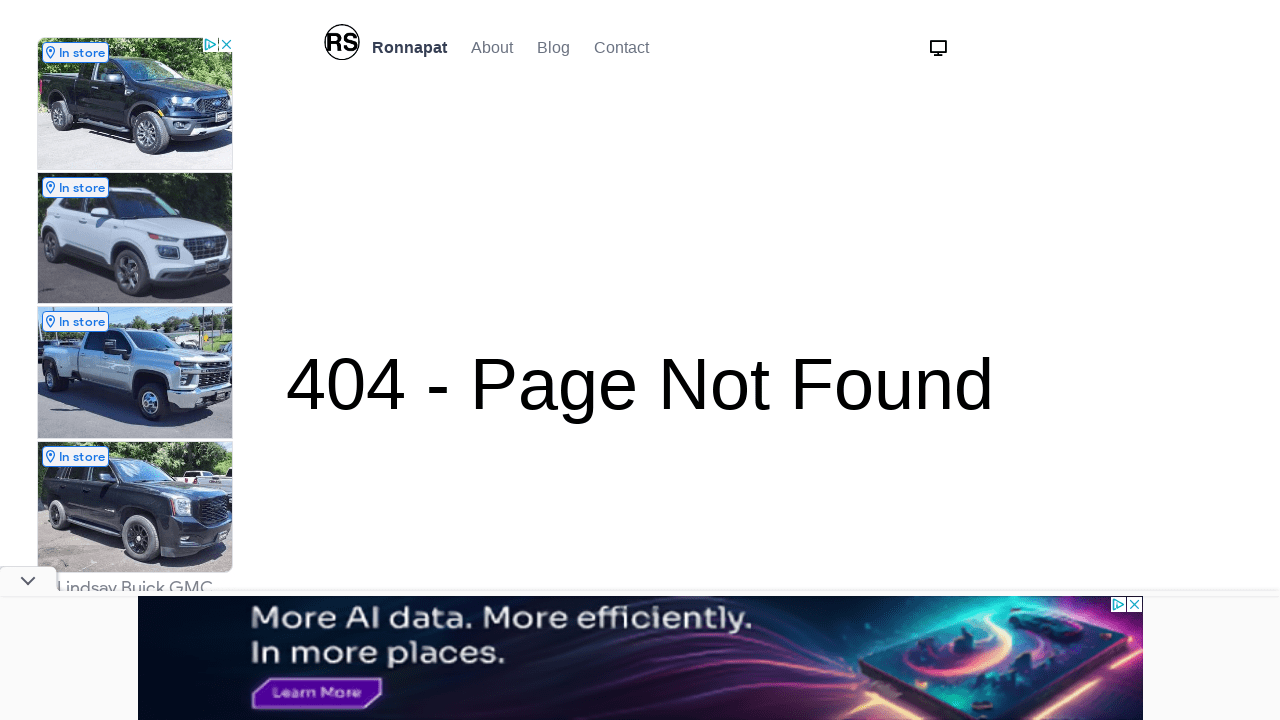 RS Ronnapat About Blog Contact
In store
In store
In store
In store
Lindsay Buick GMC
404 - Page Not Found
More AI data. More efficiently.
In more places.
Learn More